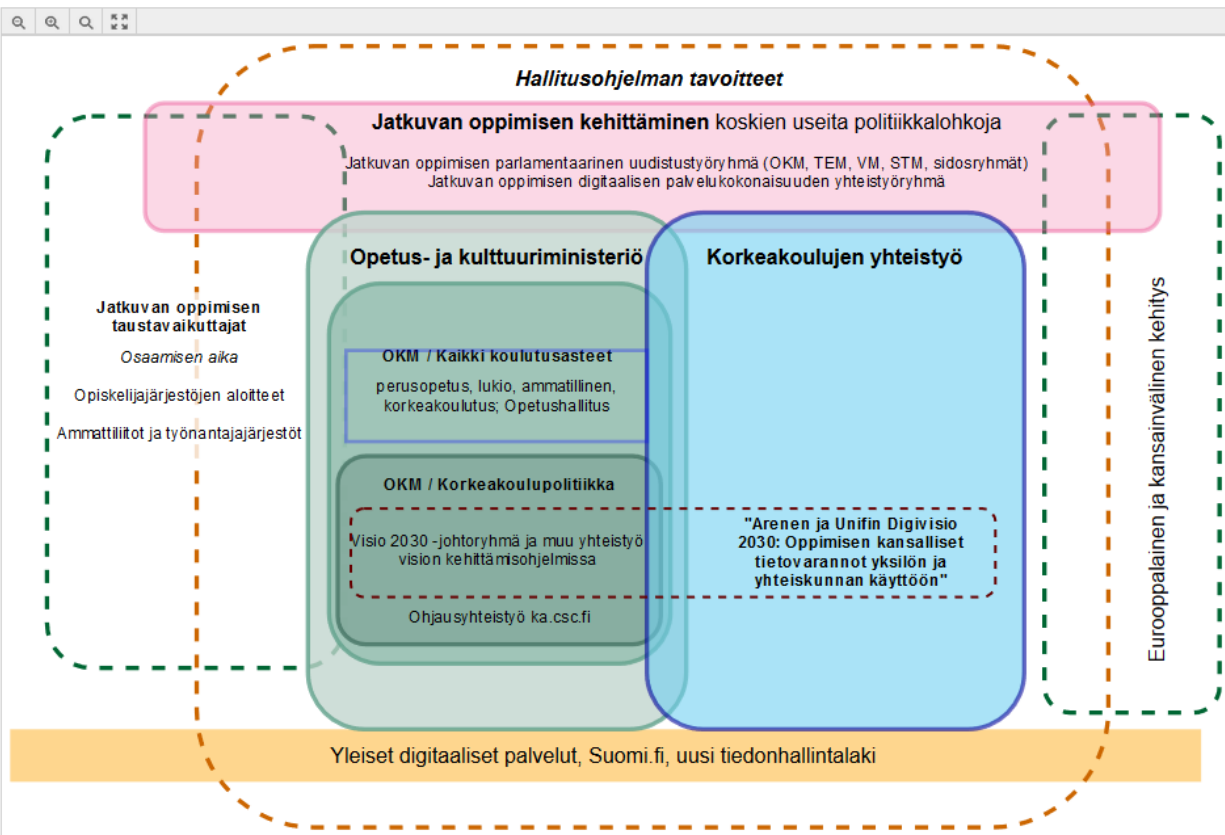 Hallitusohjelman tavoitteet
Jatkuvan oppimisen kehittäminen koskien useita politiikkalohkoja
Jatkuvan oppimisen parlamentaarinen uudistustyöryhmä (OKM, TEM, VM, STM, sidosryhmät)
Jatkuvan oppimisen digitaalisen palvelukokonaisuuden yhteistyöryhmä
Opetus- ja kulttuuriministeriö
Korkeakoulujen yhteistyö
Jatkuvan oppimisen
taustavaikuttajat
Osaamisen aika
Opiskelijajärjestöjen aloitteet
Ammattiliitot ja työnantajajärjestöt
OKM / Kaikki koulutusasteet
perusopetus, lukio, ammatillinen,
korkeakoulutus; Opetushallitus
OKM / Korkeakoulupolitiikka
Visio 2030 -johtoryhmä ja muu yhteistyö
vision kehittämisohjelmissa
Ohjausyhteistyö ka.csc.fi
"Arenen ja Unifin Digivisio
2030: Oppimisen kansalliset
tietovarannot yksilön ja
yhteiskunnan käyttöön"
Eurooppalainen ja kansainvälinen kehitys
Yleiset digitaaliset palvelut, Suomi.fi, uusi tiedonhallintalaki